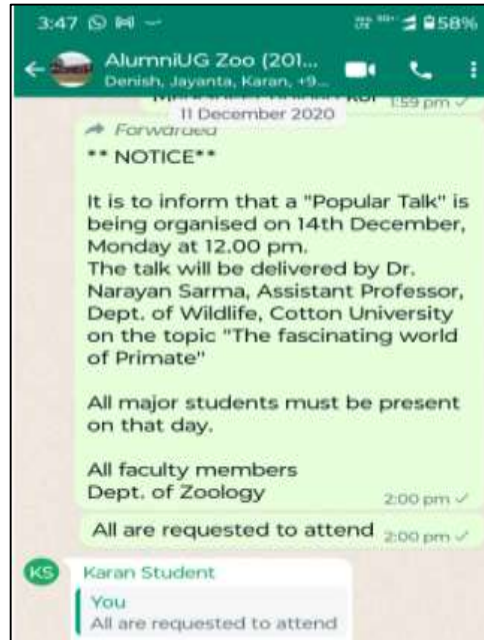 3:47 58%
AlumniUG Zoo (201...
Denish, Jayanta, Karan, +9...
1:59 pm
11 December 2020
Forwarded
** NOTICE**
It is to inform that a "Popular Talk" is
being organised on 14th December,
Monday at 12.00 pm.
The talk will be delivered by Dr.
Narayan Sarma, Assistant Professor,
Dept. of Wildlife, Cotton University
on the topic "The fascinating world
of Primate"
All major students must be present
on that day.
All faculty members
Dept. of Zoology
2:00 pm
All are requested to attend 2:00 pm
KS Karan Student
You
All are requested to attend